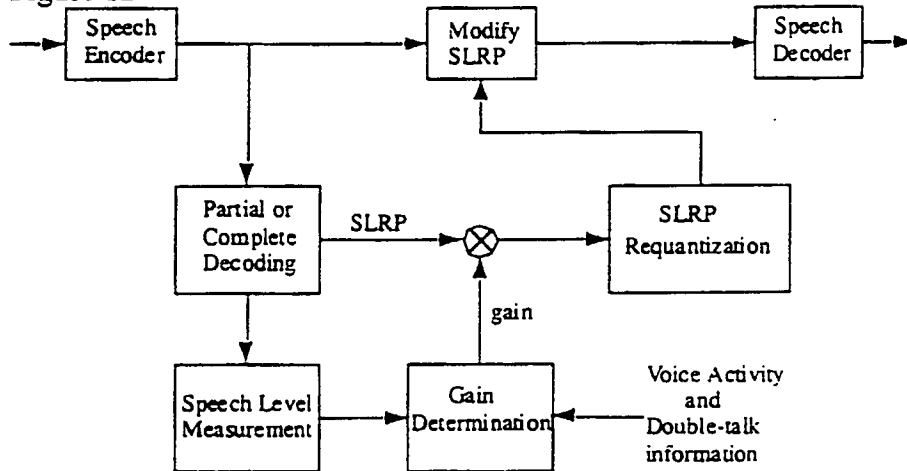 Speech
Encoder
Modify
SLRP
Speech
Decoder
Partial or
Complete
Decoding
SLRP
SLRP
Requantization
gain
Speech Level
Measurement
Gain
Determination
Voice Activity
and
Double-talk
information